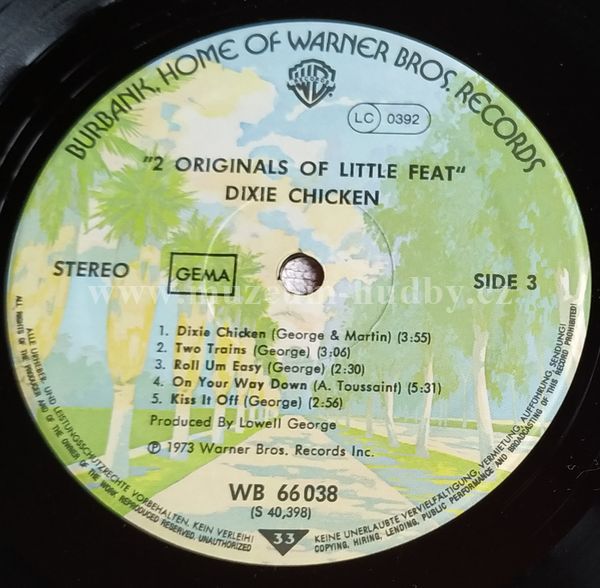 BURBANK, HOME OF WARNER BROS. RECORDS
WB
RECORDS
LC 0392
"2 ORIGINALS OF LITTLE FEAT"
DIXIE CHICKEN
STEREO
GEMA
SIDE 3
www.muzeum-hudby.cz
1. Dixie Chicken (George & Martin) (3:55)
2. Two Trains (George) (3:06)
3. Roll Um Easy (George) (2:30)
4. On Your Way Down (A. Toussaint) (5:31)
5. Kiss It Off (George) (2:56)
Produced By Lowell George
℗ 1973 Warner Bros. Records Inc.
WB 66 038
(S 40,398)
33
ALLE URHEBER- UND LEISTUNGSSCHUTZRECHTE VORBEHALTEN. KEIN VERLEIH! KEINE UNERLAUBTE VERVIELFÄLTIGUNG, VERMIETUNG, AUFFÜHRUNG, SENDUNG!
ALL RIGHTS OF THE PRODUCER AND OF THE OWNER OF THE WORK REPRODUCED RESERVED. UNAUTHORIZED COPYING, HIRING, LENDING, PUBLIC PERFORMANCE AND BROADCASTING OF THIS RECORD PROHIBITED!